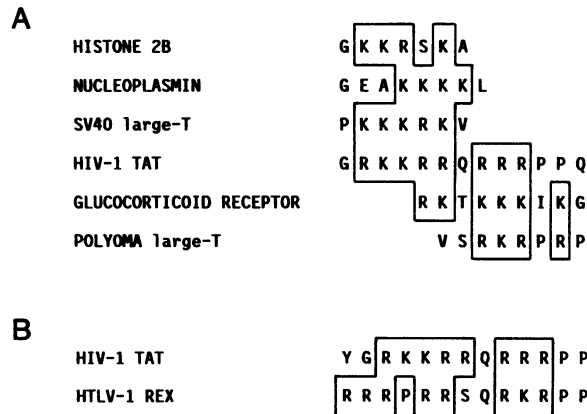 A
HISTONE 2B G K K R S K A
NUCLEOPLASMIN G E A K K K K L
SV40 large-T P K K K R K V
HIV-1 TAT G R K K R R Q R R R P P Q
GLUCOCORTICOID RECEPTOR R K T K K K I K G
POLYOMA large-T V S R K R P R P
B
HIV-1 TAT Y G R K K R R Q R R R P P
HTLV-1 REX R R R P R R S Q R K R P P